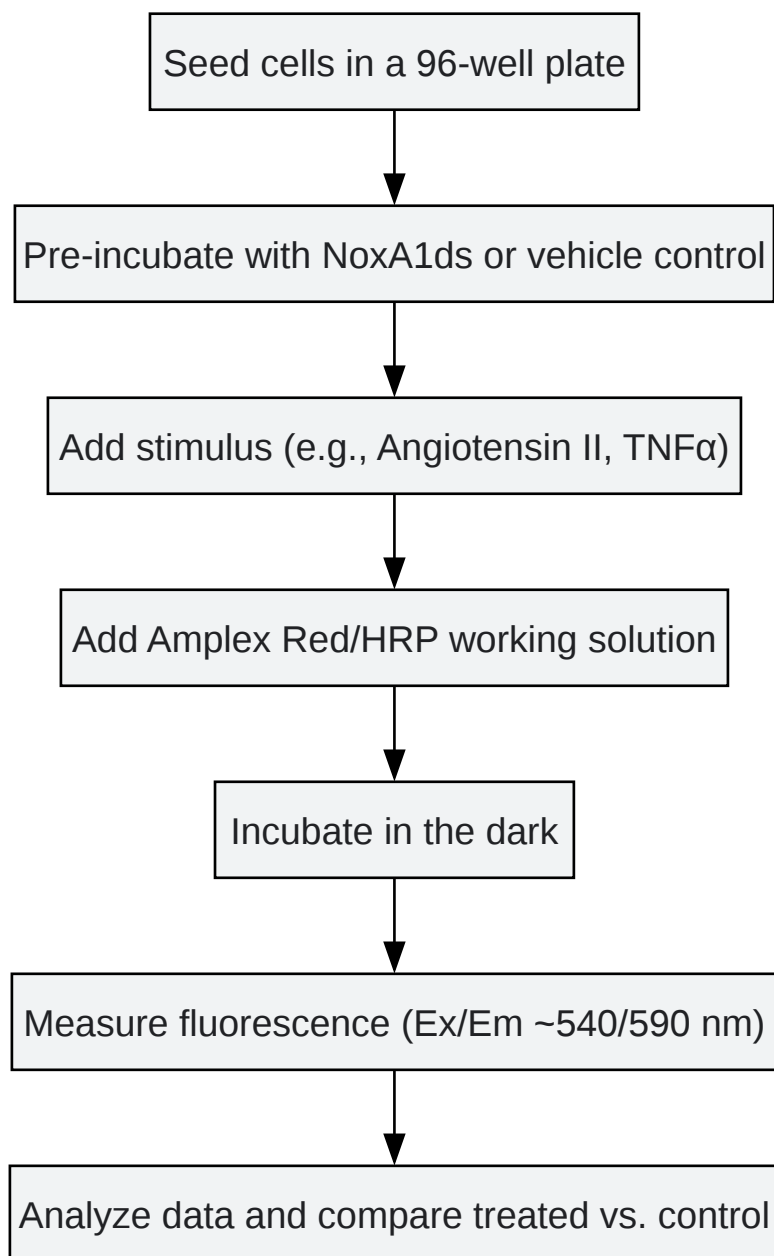 Seed cells in a 96-well plate
Pre-incubate with NoxA1ds or vehicle control
Add stimulus (e.g., Angiotensin II, TNFα)
Add Amplex Red/HRP working solution
Incubate in the dark
Measure fluorescence (Ex/Em ~540/590 nm)
Analyze data and compare treated vs. control